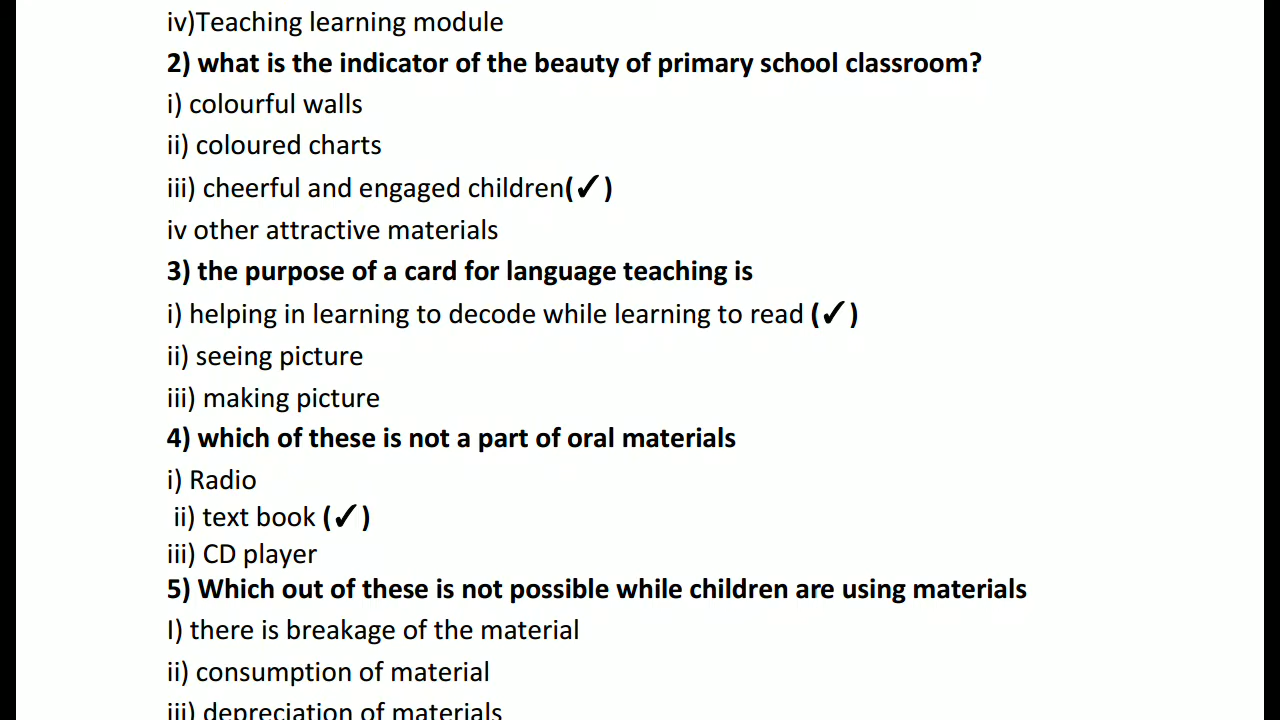 iv)Teaching learning module
2) what is the indicator of the beauty of primary school classroom?
i) colourful walls
ii) coloured charts
iii) cheerful and engaged children(✓)
iv other attractive materials
3) the purpose of a card for language teaching is
i) helping in learning to decode while learning to read (✓)
ii) seeing picture
iii) making picture
4) which of these is not a part of oral materials
i) Radio
ii) text book (✓)
iii) CD player
5) Which out of these is not possible while children are using materials
I) there is breakage of the material
ii) consumption of material
iii) depreciation of materials